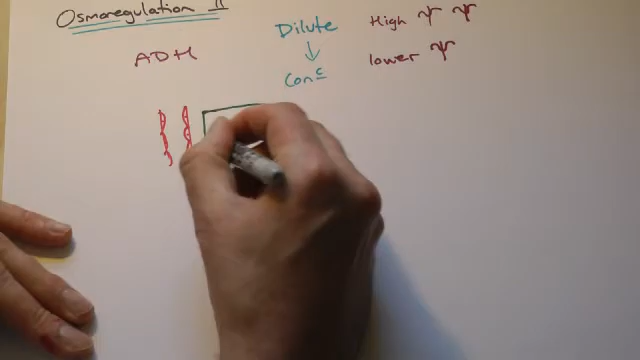 Osmoregulation II
ADH
Dilute
↓
Conc
High Ψ Ψ
lower Ψ